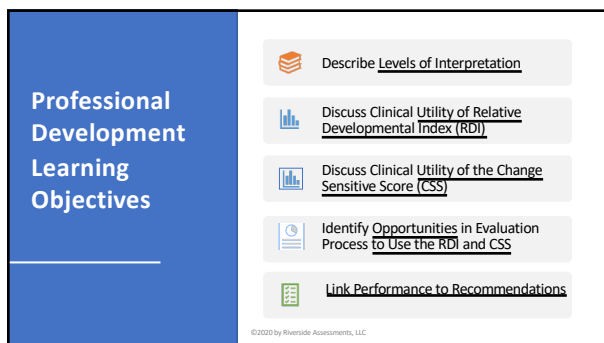 Professional
Development
Learning
Objectives
Describe Levels of Interpretation
Discuss Clinical Utility of Relative
Developmental Index (RDI)
Discuss Clinical Utility of the Change
Sensitive Score (CSS)
Identify Opportunities in Evaluation
Process to Use the RDI and CSS
Link Performance to Recommendations
©2020 by Riverside Assessments, LLC